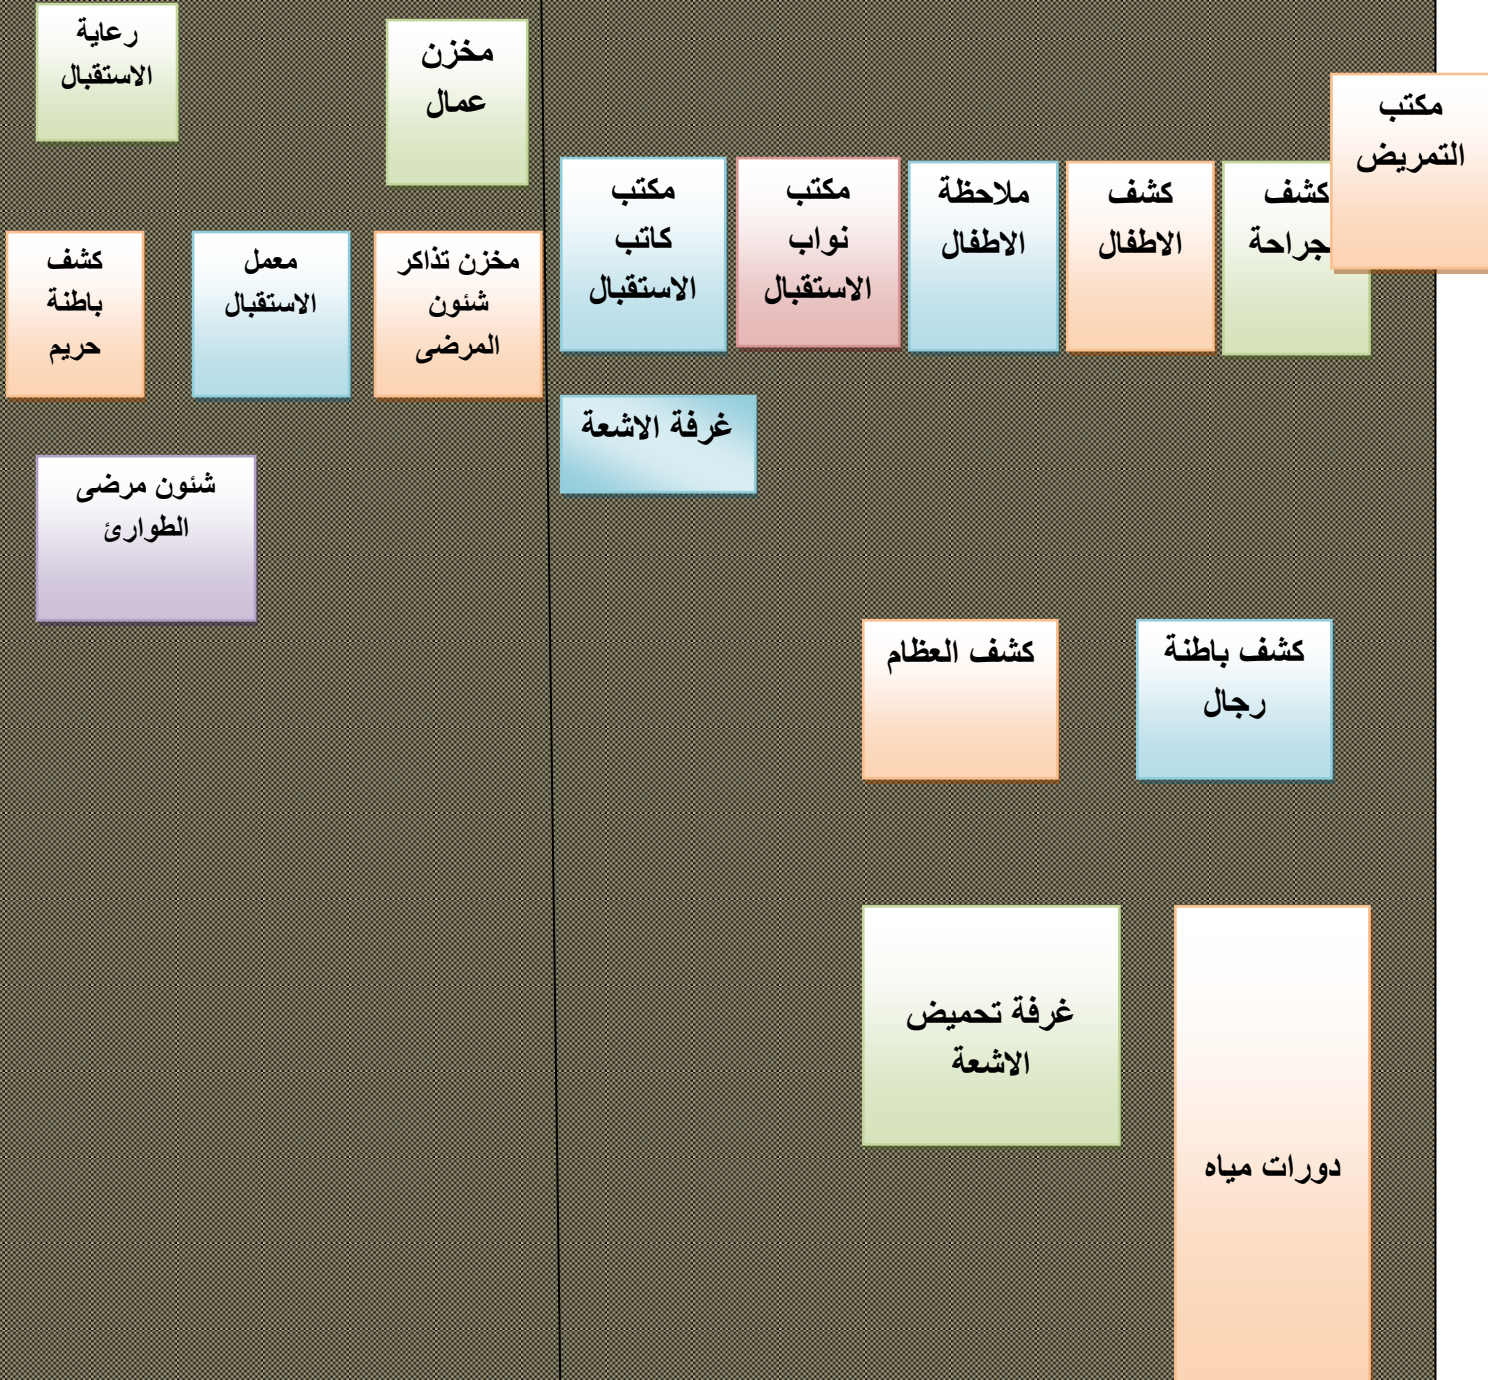 رعاية
الاستقبال
مخزن
عمال
مكتب
التمريض
كشف
جراحة
كشف
الاطفال
ملاحظة
الاطفال
مكتب
نواب
الاستقبال
مكتب
كاتب
الاستقبال
مخزن تذاكر
شئون
المرضى
معمل
الاستقبال
كشف
باطنة
حريم
غرفة الاشعة
شئون مرضى
الطوارئ
كشف باطنة
رجال
كشف العظام
غرفة تحميض
الاشعة
دورات مياه